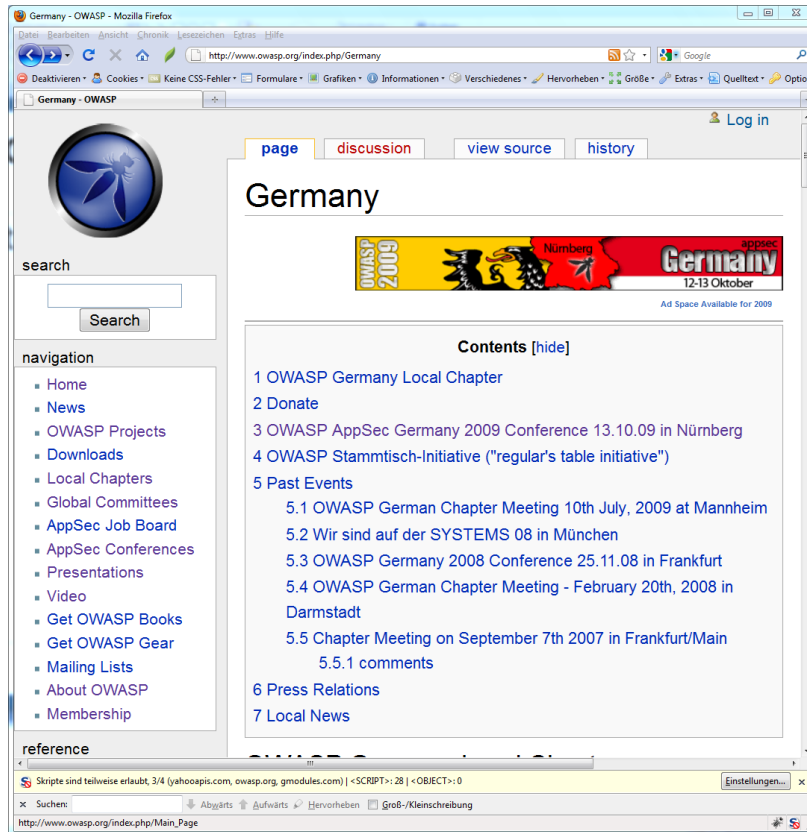 Germany - OWASP - Mozilla Firefox
Datei Bearbeiten Ansicht Chronik Lesezeichen Extras Hilfe
http://www.owasp.org/index.php/Germany
Google
Deaktivieren Cookies Keine CSS-Fehler Formulare Grafiken Informationen Verschiedenes Hervorheben Größe Extras Quelltext Optio
Germany - OWASP
Log in
page discussion view source history
Germany
OWASP 2009 Nürnberg appsec Germany
12-13 Oktober
Ad Space Available for 2009
search
Search
navigation
Home
News
OWASP Projects
Downloads
Local Chapters
Global Committees
AppSec Job Board
AppSec Conferences
Presentations
Video
Get OWASP Books
Get OWASP Gear
Mailing Lists
About OWASP
Membership
reference
Contents [hide]
1 OWASP Germany Local Chapter
2 Donate
3 OWASP AppSec Germany 2009 Conference 13.10.09 in Nürnberg
4 OWASP Stammtisch-Initiative ("regular's table initiative")
5 Past Events
5.1 OWASP German Chapter Meeting 10th July, 2009 at Mannheim
5.2 Wir sind auf der SYSTEMS 08 in München
5.3 OWASP Germany 2008 Conference 25.11.08 in Frankfurt
5.4 OWASP German Chapter Meeting - February 20th, 2008 in
Darmstadt
5.5 Chapter Meeting on September 7th 2007 in Frankfurt/Main
5.5.1 comments
6 Press Relations
7 Local News
Skripte sind teilweise erlaubt, 3/4 (yahooapis.com, owasp.org, gmodules.com) | <SCRIPT>: 28 | <OBJECT>: 0
Einstellungen...
Suchen: Abwärts Aufwärts Hervorheben Groß-/Kleinschreibung
http://www.owasp.org/index.php/Main_Page